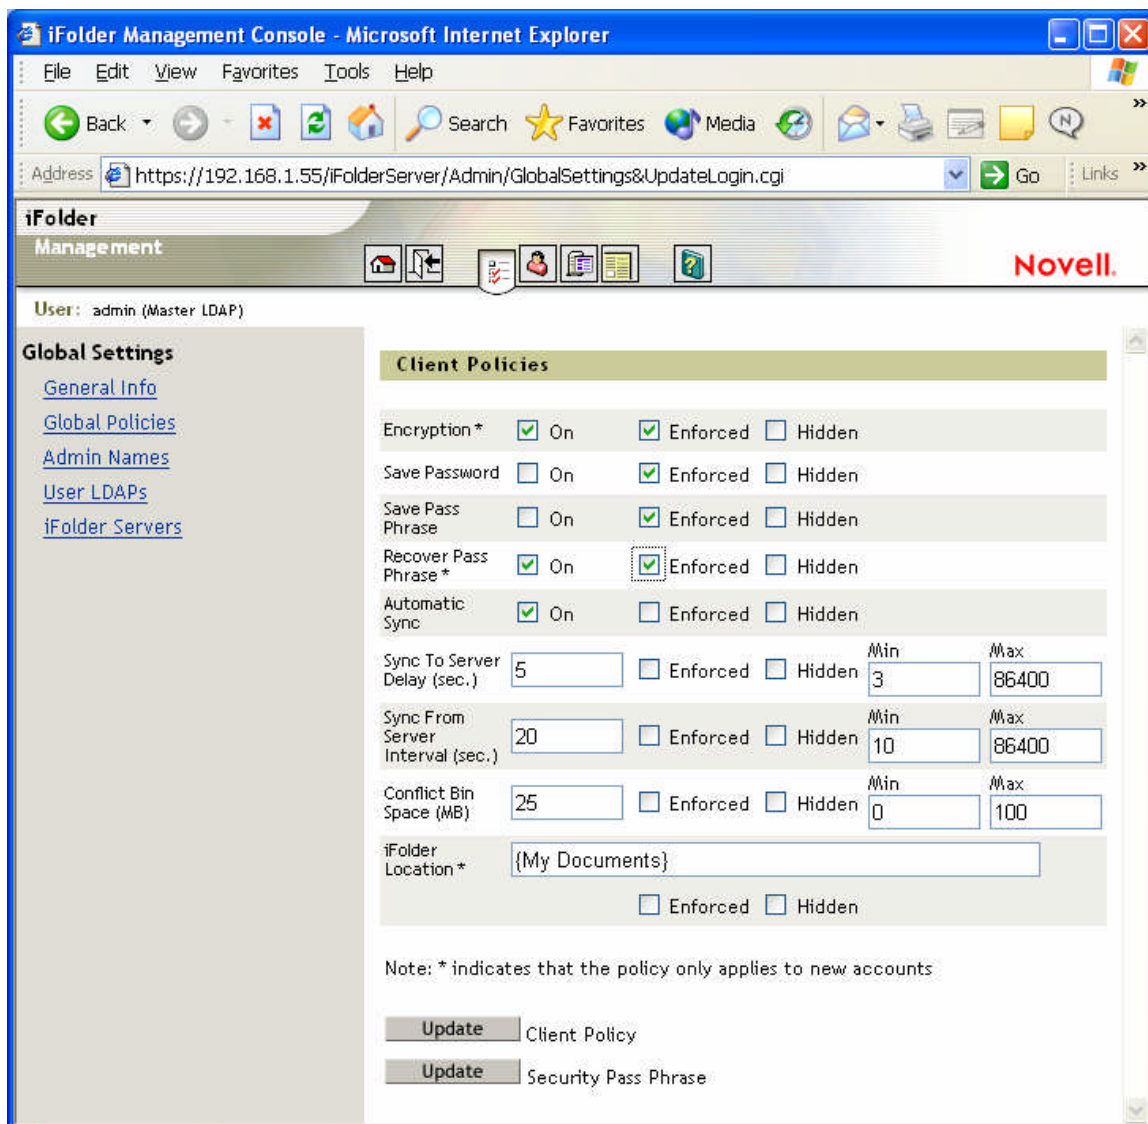 iFolder Management Console - Microsoft Internet Explorer
File Edit View Favorites Tools Help
Back Search Favorites Media
Address https://192.168.1.55/iFolderServer/Admin/GlobalSettings&UpdateLogin.cgi Go Links
iFolder
Management
Novell.
User: admin (Master LDAP)
Global Settings
General Info
Global Policies
Admin Names
User LDAPs
iFolder Servers
Client Policies
Encryption * On Enforced Hidden
Save Password On Enforced Hidden
Save Pass
Phrase On Enforced Hidden
Recover Pass
Phrase * On Enforced Hidden
Automatic
Sync On Enforced Hidden
Min Max
Sync To Server
Delay (sec.) 5 Enforced Hidden 3 86400
Min Max
Sync From
Server
Interval (sec.) 20 Enforced Hidden 10 86400
Min Max
Conflict Bin
Space (MB) 25 Enforced Hidden 0 100
iFolder
Location * {My Documents}
Enforced Hidden
Note: * indicates that the policy only applies to new accounts
Update Client Policy
Update Security Pass Phrase